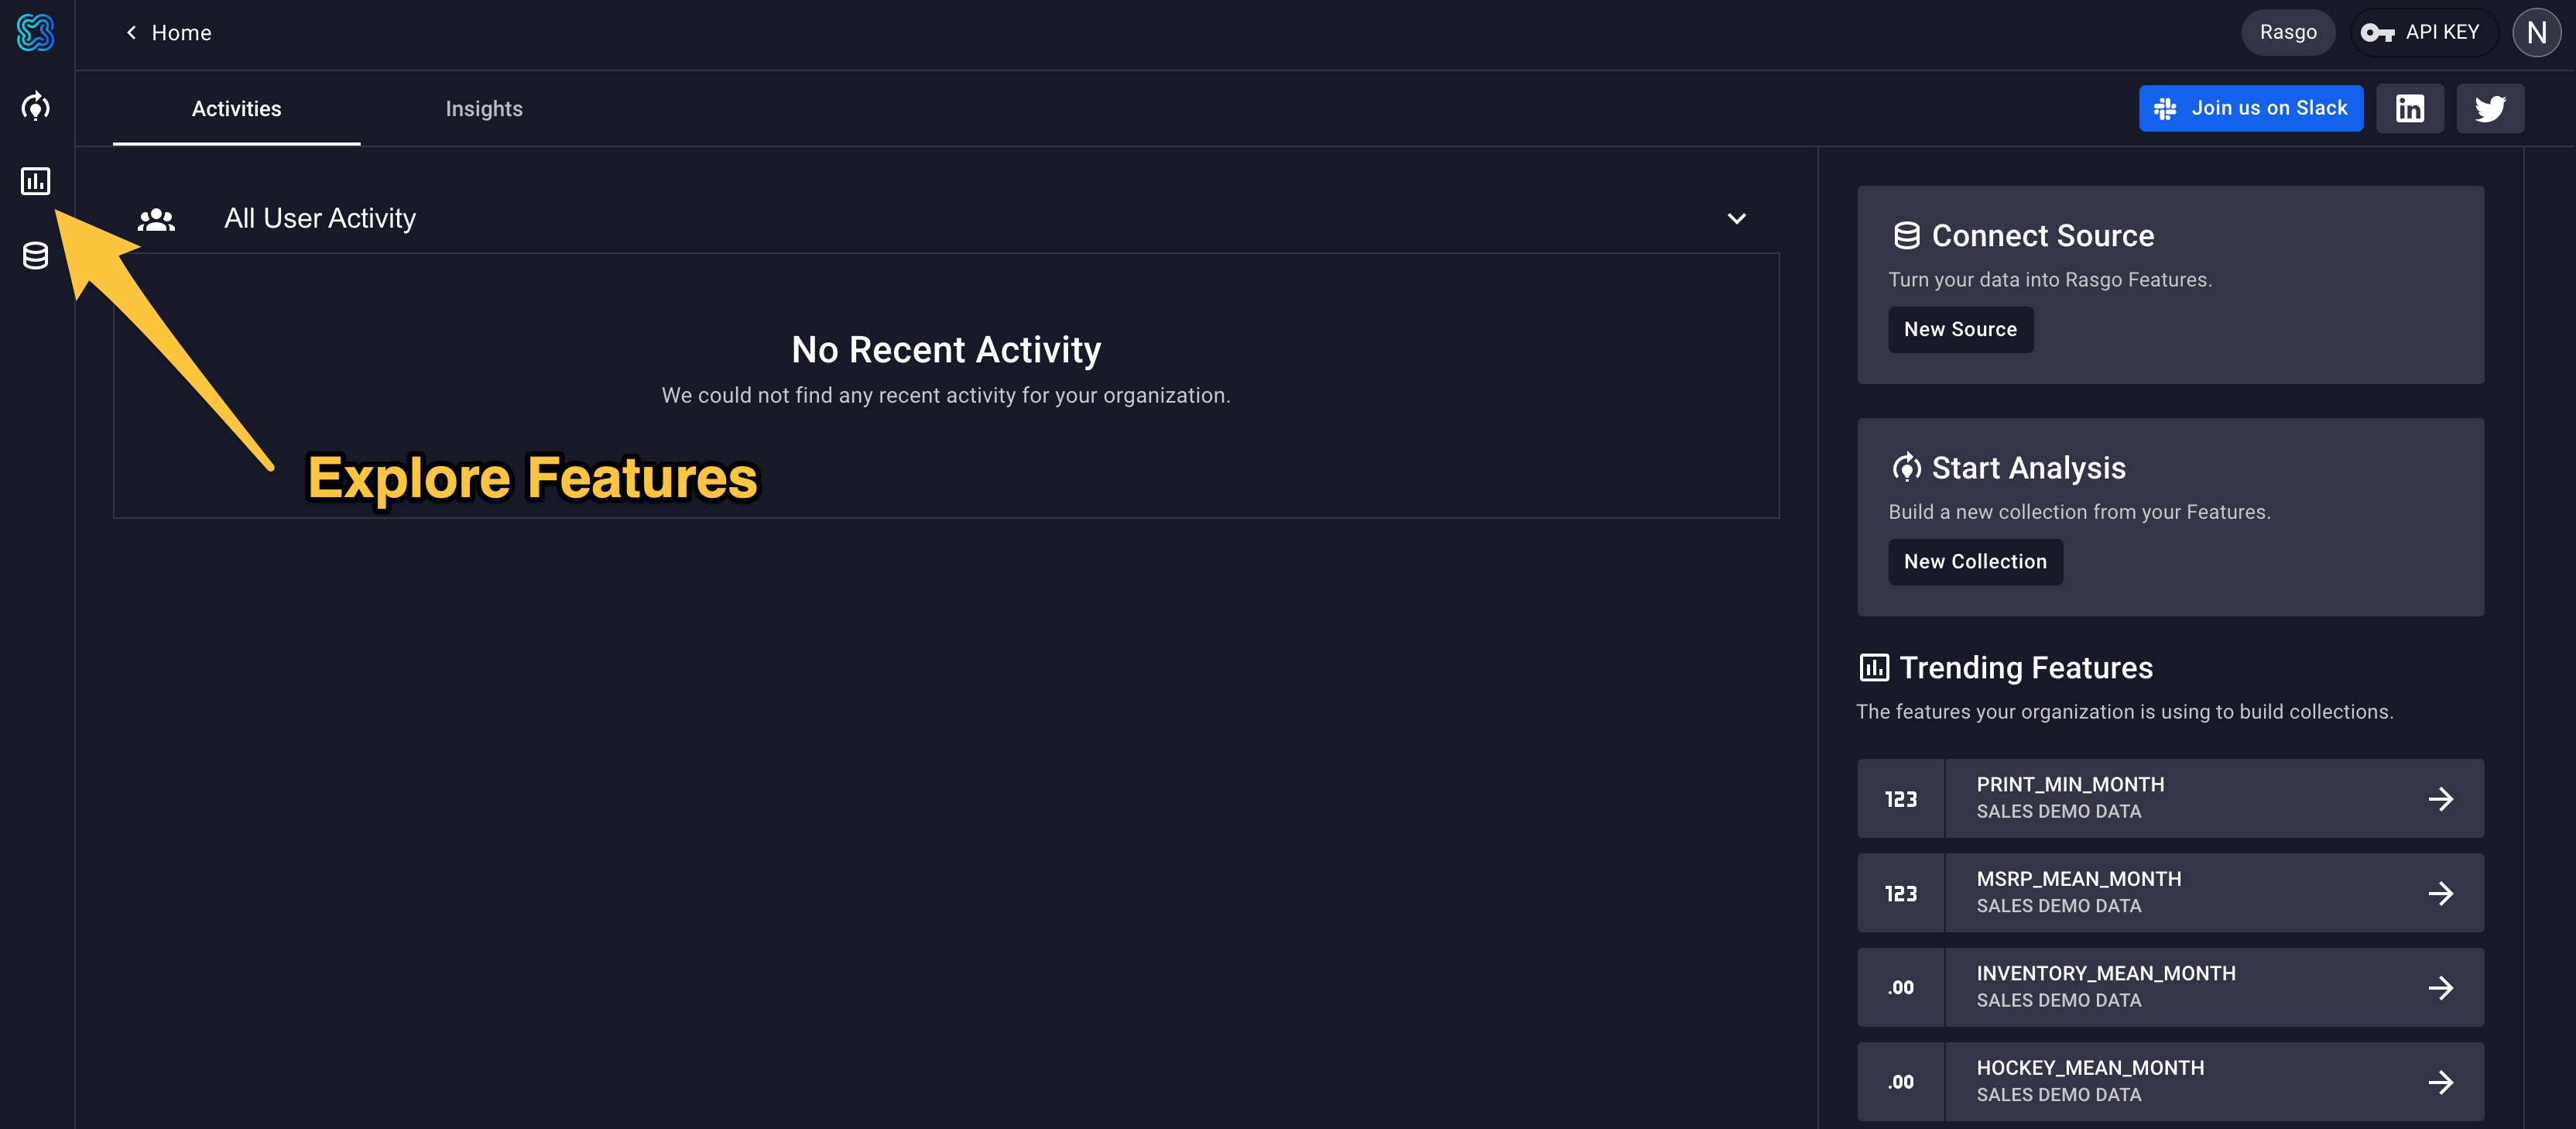 Home
Rasgo
API KEY
N
Activities
Insights
Join us on Slack
in
All User Activity
No Recent Activity
We could not find any recent activity for your organization.
Explore Features
Connect Source
Turn your data into Rasgo Features.
New Source
Start Analysis
Build a new collection from your Features.
New Collection
Trending Features
The features your organization is using to build collections.
123
PRINT_MIN_MONTH
SALES DEMO DATA
123
MSRP_MEAN_MONTH
SALES DEMO DATA
.00
INVENTORY_MEAN_MONTH
SALES DEMO DATA
.00
HOCKEY_MEAN_MONTH
SALES DEMO DATA